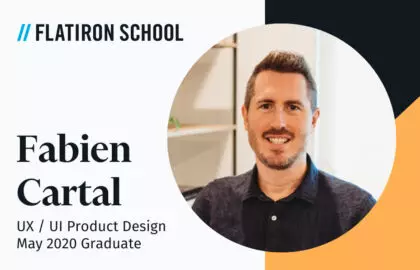 // FLATIRON SCHOOL
Fabien
Cartal
UX / UI Product Design
May 2020 Graduate